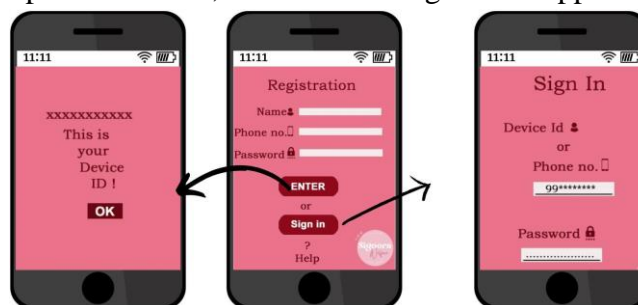 11:11
xxxxxxxxxxx
This is
your
Device
ID !
OK
11:11
Registration
Name
Phone no.
Password
ENTER
or
Sign in
?
Help
11:11
Sign In
Device Id
or
Phone no.
99********
Password
...................